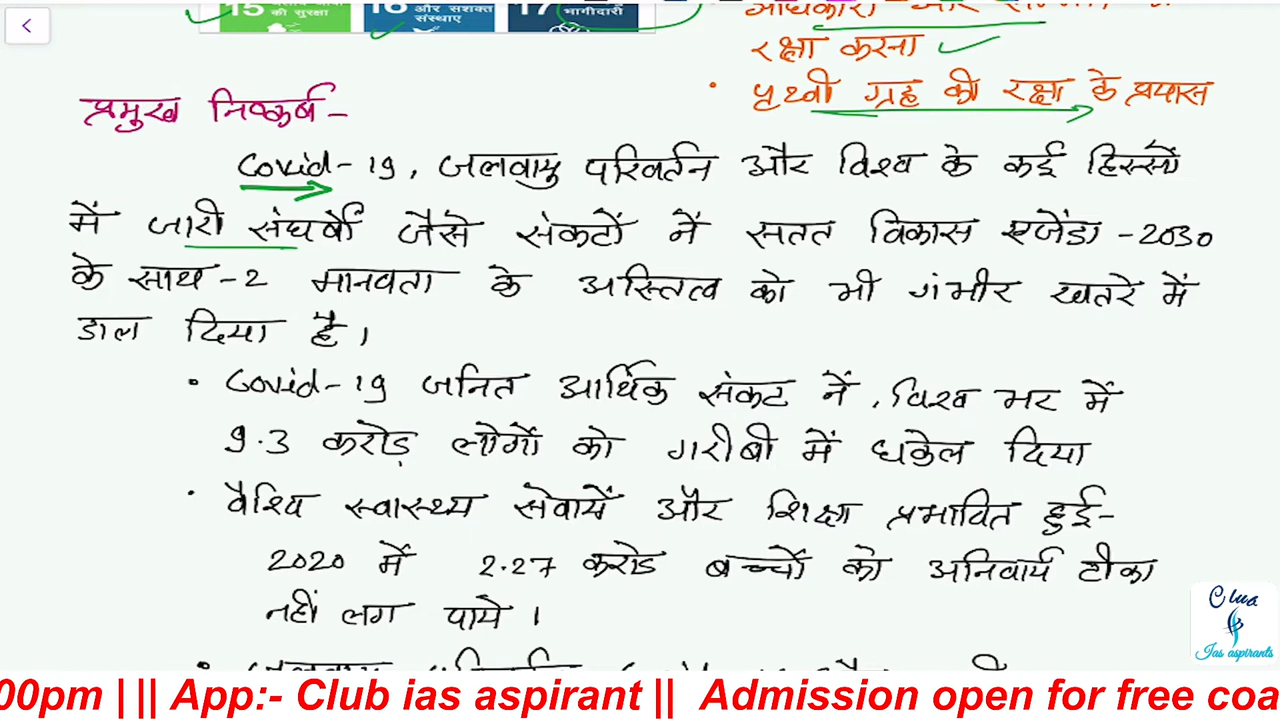 15
की सुरक्षा
16 और सशक्त
संस्थाए
17 भागीदारी
रक्षा करना
• पृथ्वी ग्रह की रक्षा के प्रयास
प्रमुख निष्कर्ष -
Covid-19, जलवायु परिवर्तन और विश्व के कई हिस्सों
में जारी संघर्षो जैसे संकटों नें सतत विकास एजेंडा -2030
के साथ -2 मानवता के अस्तित्व को भी गंभीर खतरे में
डाल दिया है।
• Covid-19 जनित आर्थिक संकट नें, विश्व भर में
9.3 करोड़ लोगों को गरीबी में धकेल दिया
• वैश्वि स्वास्थ्य सेवायें और शिक्षा प्रभावित हुई-
2020 में 2.27 करोड बच्चों को अनिवार्य टीका
नहीं लग पाये।
Club
Ias aspirants
00pm | || App:- Club ias aspirant || Admission open for free coa